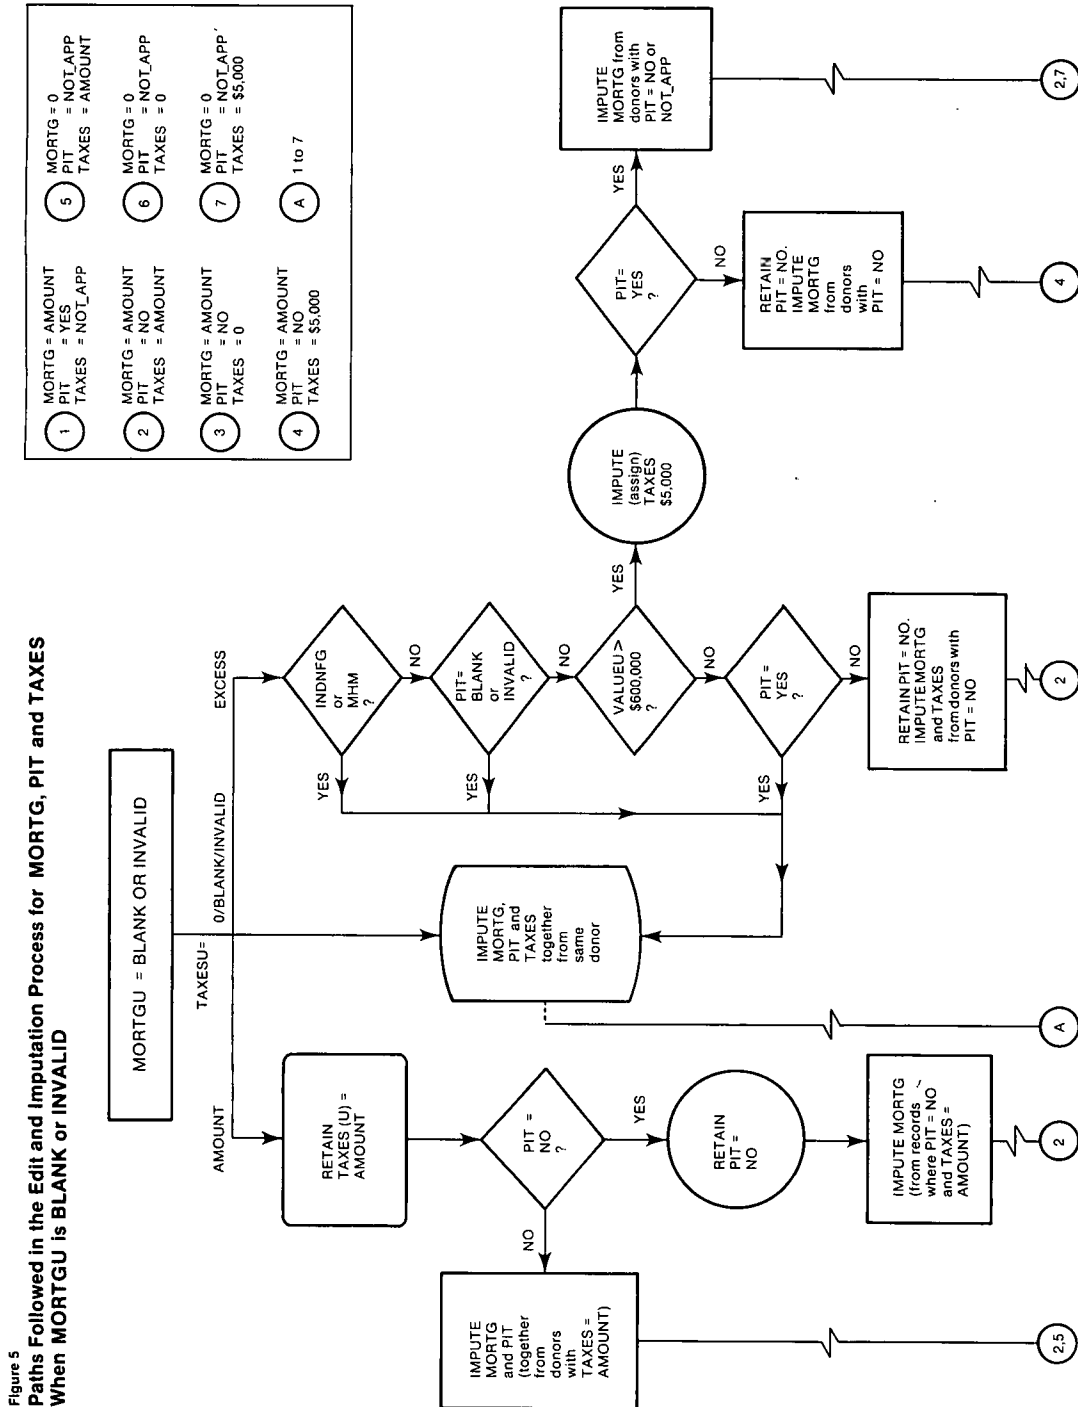 Figure 5
Paths Followed in the Edit and Imputation Process for MORTG, PIT and TAXES
When MORTGU is BLANK or INVALID
1
MORTG = AMOUNT
PIT = YES
TAXES = NOT_APP
2
MORTG = AMOUNT
PIT = NO
TAXES = AMOUNT
3
MORTG = AMOUNT
PIT = NO
TAXES = 0
4
MORTG = AMOUNT
PIT = NO
TAXES = $5,000
5
MORTG = 0
PIT = NOT_APP
TAXES = AMOUNT
6
MORTG = 0
PIT = NOT_APP
TAXES = 0
7
MORTG = 0
PIT = NOT_APP
TAXES = $5,000
A
1 to 7
MORTGU = BLANK OR INVALID
TAXESU=
AMOUNT
0/BLANK/INVALID
EXCESS
RETAIN
TAXES (U) =
AMOUNT
PIT =
NO
?
NO
YES
IMPUTE
MORTG
and PIT
(together
from
donors
with
TAXES =
AMOUNT)
2,5
RETAIN
PIT =
NO
IMPUTE MORTG
(from records
where PIT = NO
and TAXES =
AMOUNT)
2
IMPUTE
MORTG,
PIT and
TAXES
together
from
same
donor
A
INDNFG
or
MHM
?
YES
NO
PIT=
BLANK
or
INVALID
?
YES
NO
VALUEU >
$600,000
?
YES
NO
PIT =
YES
?
YES
NO
RETAIN PIT = NO.
IMPUTE MORTG
and TAXES
from donors with
PIT = NO
2
IMPUTE
(assign)
TAXES
$5,000
PIT=
YES
?
YES
NO
RETAIN
PIT = NO.
IMPUTE
MORTG
from
donors
with
PIT = NO
4
IMPUTE
MORTG from
donors with
PIT = NO or
NOT_APP
2,7